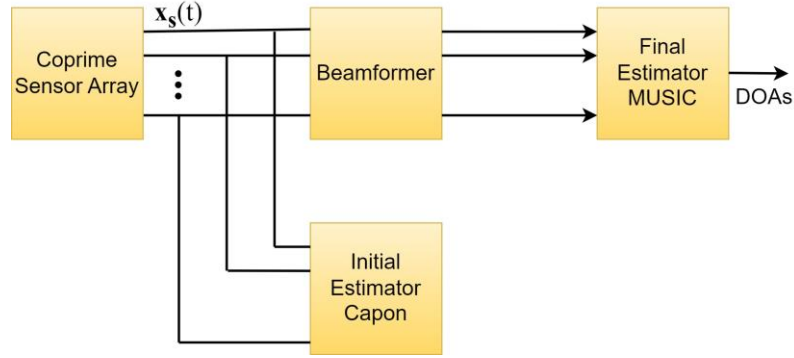 x_s(t)
Coprime
Sensor Array
Beamformer
Final
Estimator
MUSIC
DOAs
Initial
Estimator
Capon